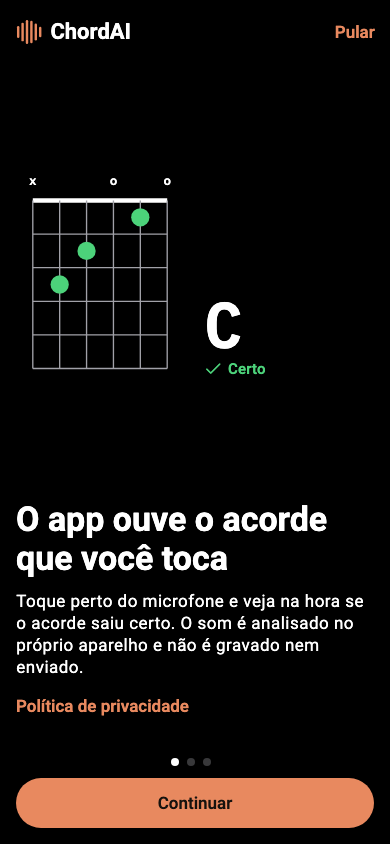 ChordAI
Pular
x o o
C
Certo
O app ouve o acorde
que você toca
Toque perto do microfone e veja na hora se
o acorde saiu certo. O som é analisado no
próprio aparelho e não é gravado nem
enviado.
Política de privacidade
Continuar